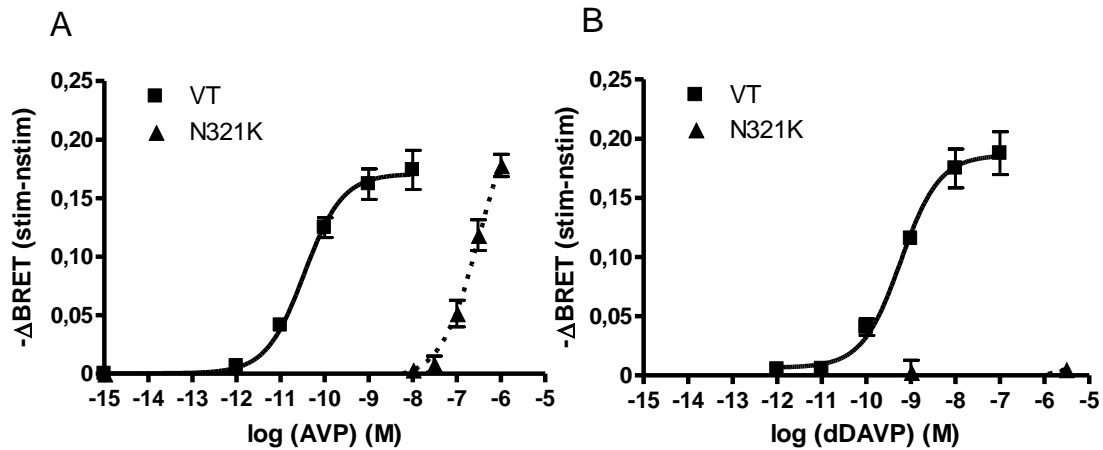 A
B
0,25
0,20
0,15
0,10
0,05
0
VT
N321K
-ΔBRET (stim-nstim)
-15 -14 -13 -12 -11 -10 -9 -8 -7 -6 -5
log (AVP) (M)
0,25
0,20
0,15
0,10
0,05
0
VT
N321K
-ΔBRET (stim-nstim)
-15 -14 -13 -12 -11 -10 -9 -8 -7 -6 -5
log (dDAVP) (M)